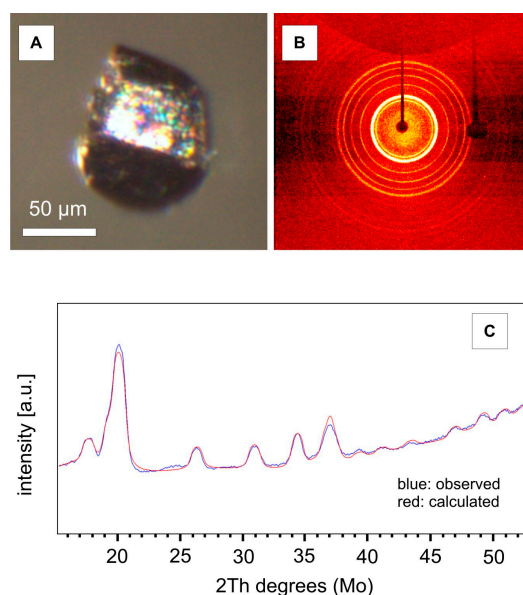 A
B
50 µm
C
intensity [a.u.]
blue: observed
red: calculated
20 25 30 35 40 45 50
2Th degrees (Mo)